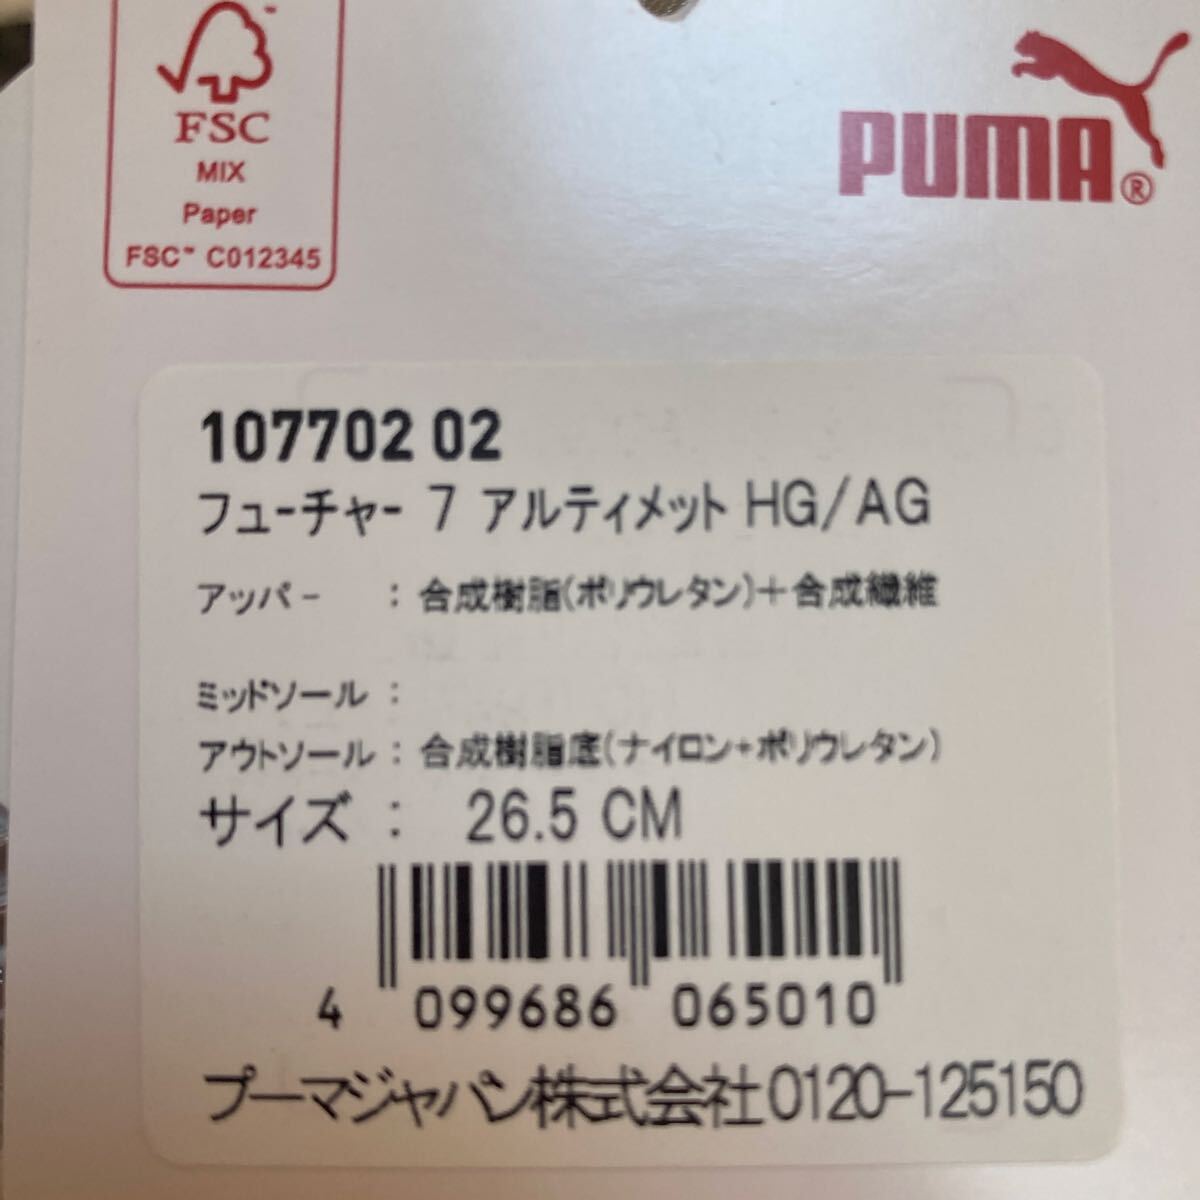 FSC
MIX
Paper
FSC™ C012345
PUMA®
107702 02
フューチャー 7 アルティメット HG/AG
アッパー : 合成樹脂(ポリウレタン)+合成繊維
ミッドソール :
アウトソール : 合成樹脂底(ナイロン+ポリウレタン)
サイズ : 26.5 CM
4 099686 065010
プーマジャパン株式会社0120-125150